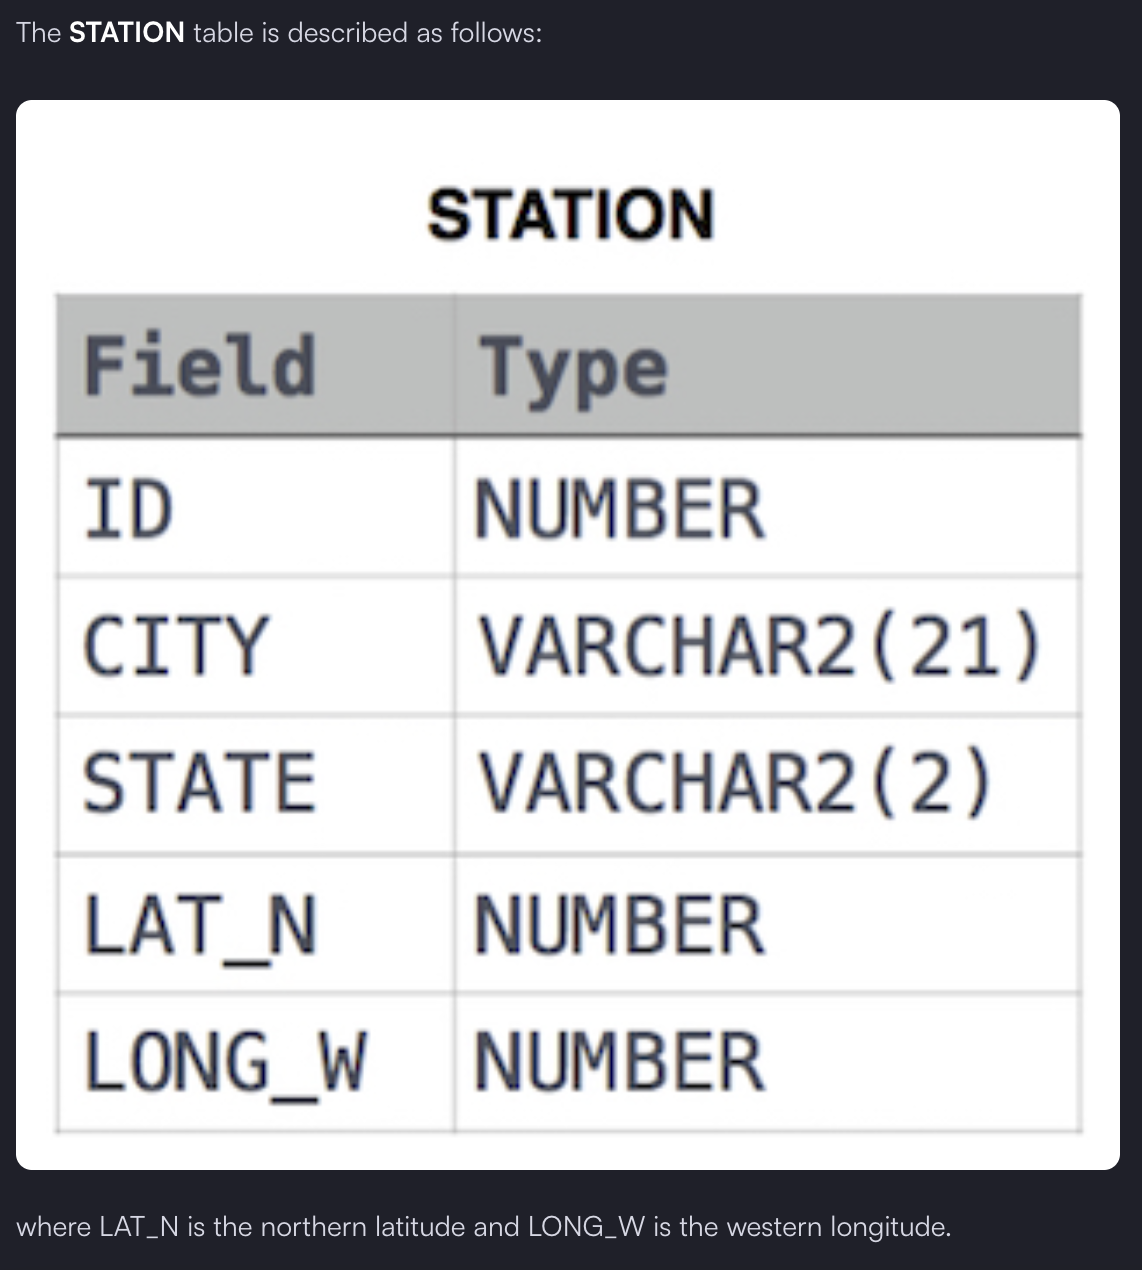 The STATION table is described as follows:
STATION
Field Type
ID NUMBER
CITY VARCHAR2(21)
STATE VARCHAR2(2)
LAT_N NUMBER
LONG_W NUMBER
where LAT_N is the northern latitude and LONG_W is the western longitude.